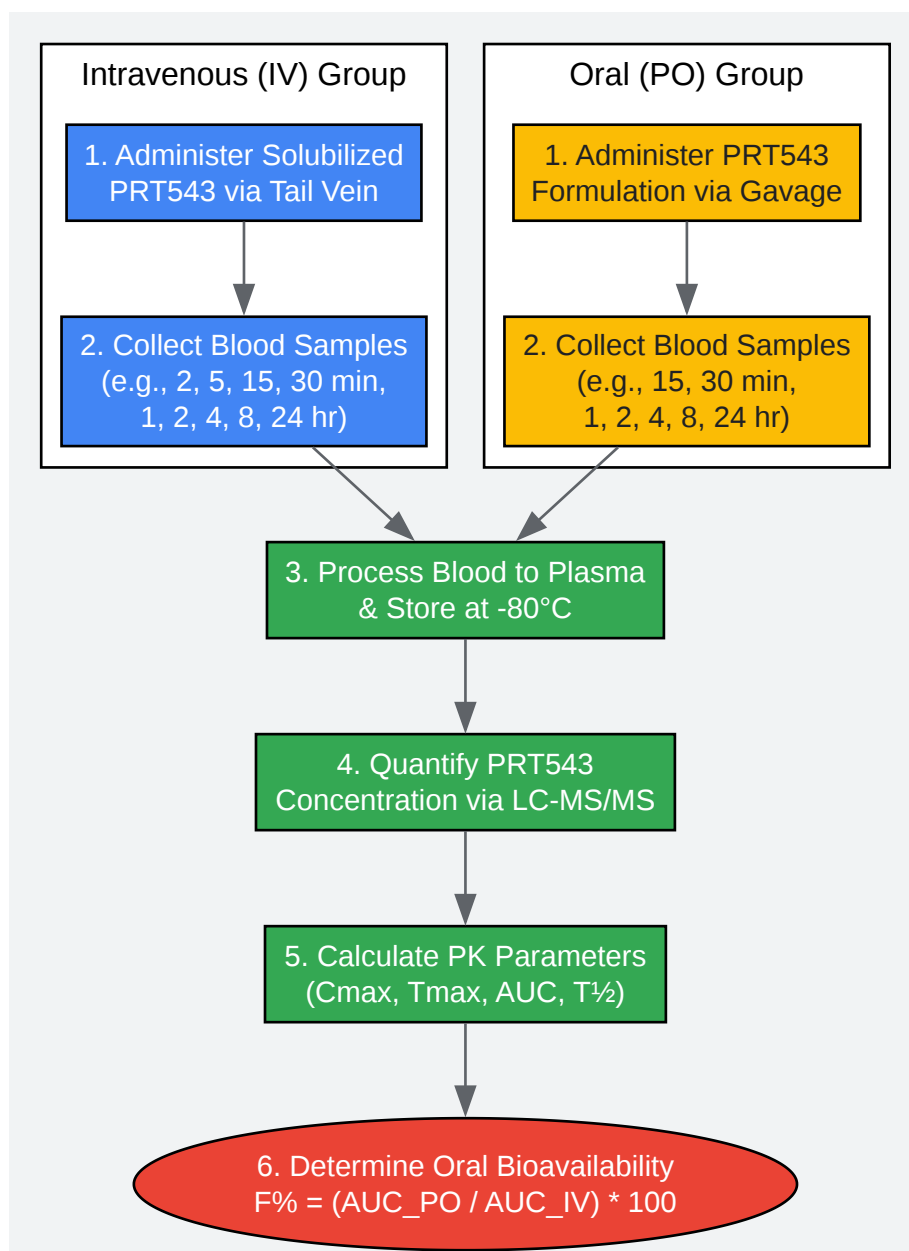 Intravenous (IV) Group
1. Administer Solubilized
PRT543 via Tail Vein
2. Collect Blood Samples
(e.g., 2, 5, 15, 30 min,
1, 2, 4, 8, 24 hr)
Oral (PO) Group
1. Administer PRT543
Formulation via Gavage
2. Collect Blood Samples
(e.g., 15, 30 min,
1, 2, 4, 8, 24 hr)
3. Process Blood to Plasma
& Store at -80°C
4. Quantify PRT543
Concentration via LC-MS/MS
5. Calculate PK Parameters
(Cmax, Tmax, AUC, T½)
6. Determine Oral Bioavailability
F% = (AUC_PO / AUC_IV) * 100